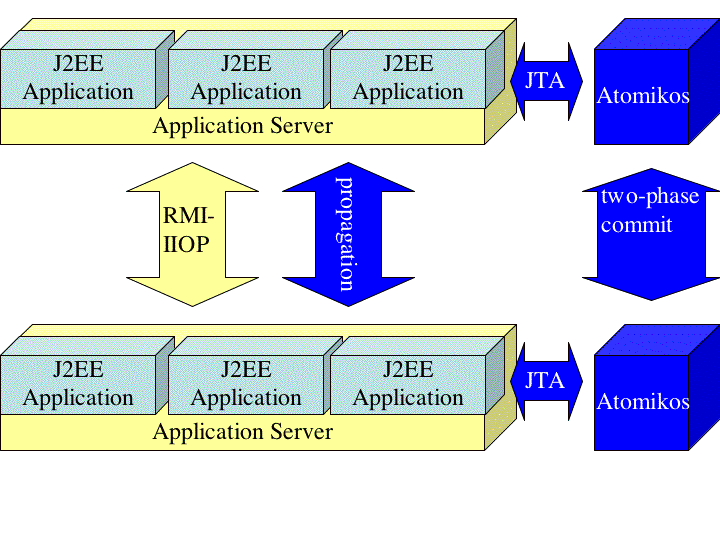 J2EE
Application
J2EE
Application
J2EE
Application
Application Server
JTA
Atomikos
RMI-
IIOP
propagation
two-phase
commit
J2EE
Application
J2EE
Application
J2EE
Application
Application Server
JTA
Atomikos